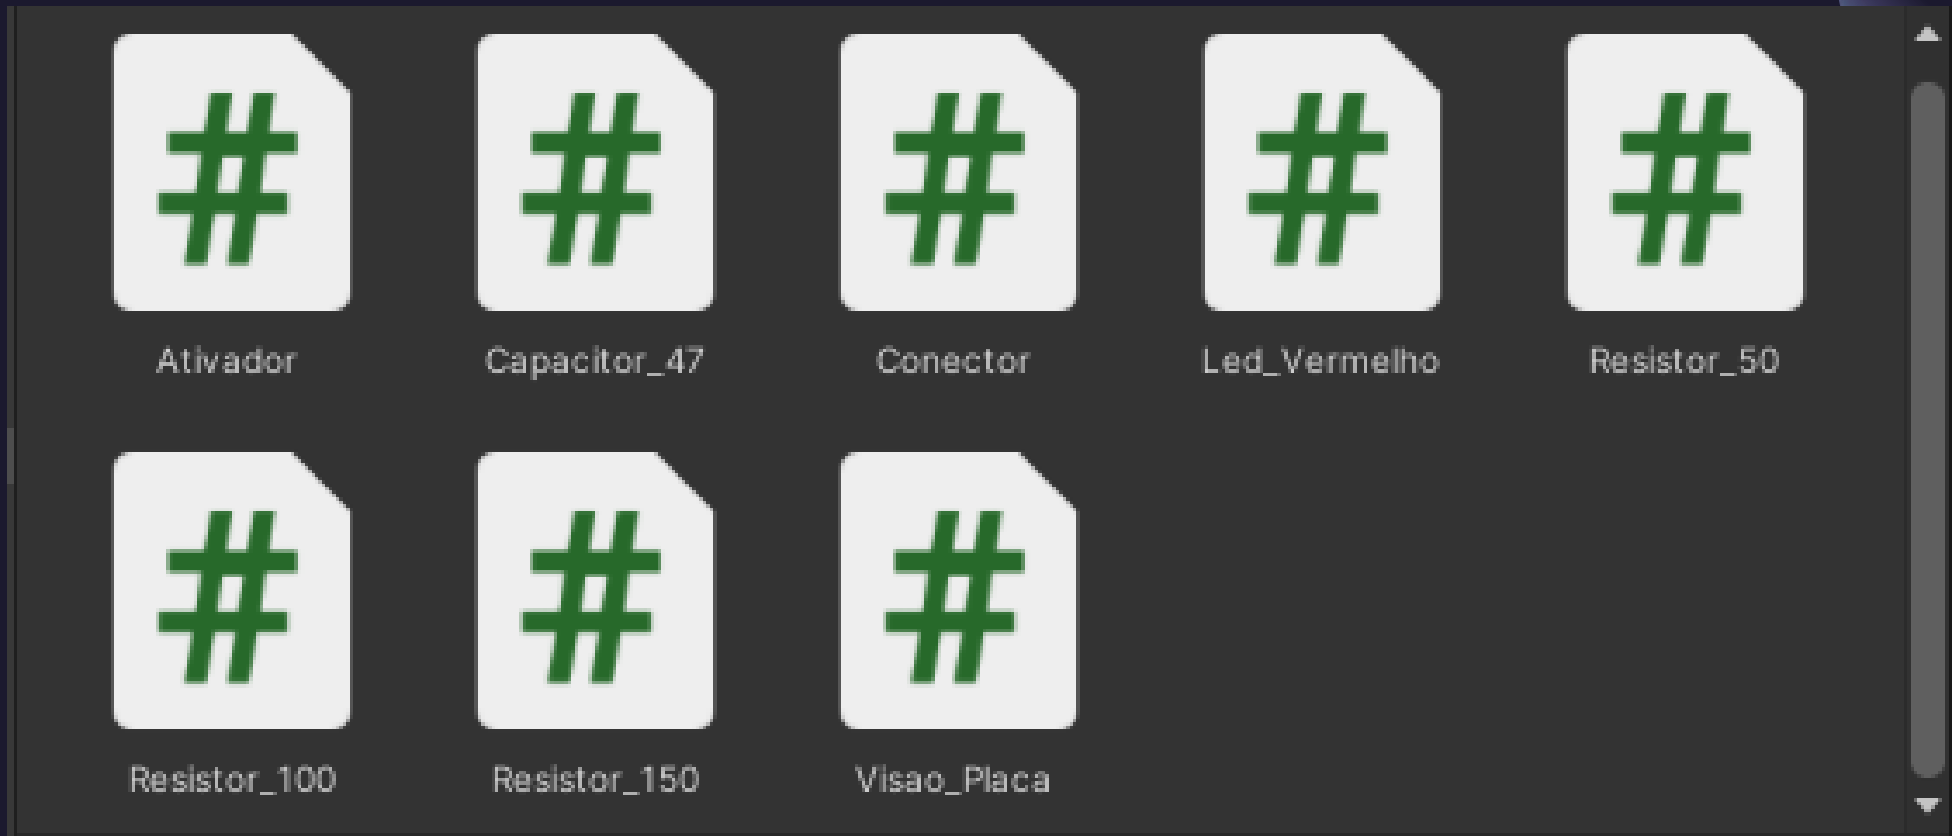 Ativador
Capacitor_47
Conector
Led_Vermelho
Resistor_50
Resistor_100
Resistor_150
Visao_Placa